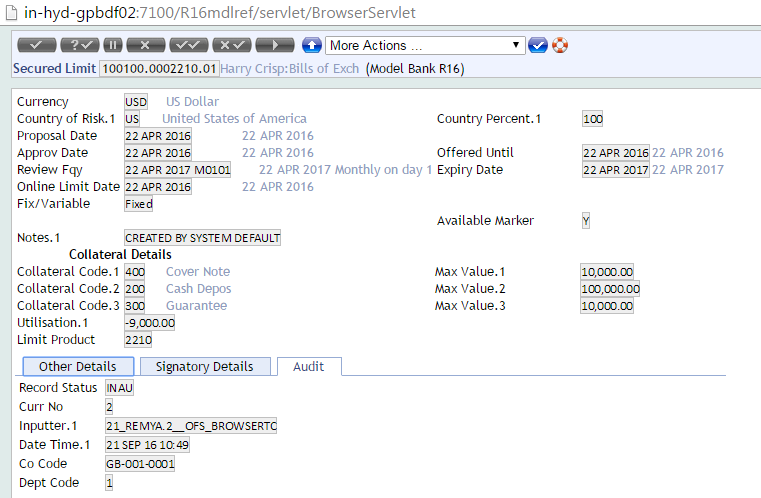 in-hyd-gpbdf02:7100/R16mdlref/servlet/BrowserServlet
More Actions ...
Secured Limit 100100.0002210.01 Harry Crisp:Bills of Exch (Model Bank R16)
Currency USD US Dollar
Country of Risk.1 US United States of America Country Percent.1 100
Proposal Date 22 APR 2016 22 APR 2016
Approv Date 22 APR 2016 22 APR 2016 Offered Until 22 APR 2016 22 APR 2016
Review Fqy 22 APR 2017 M0101 22 APR 2017 Monthly on day 1 Expiry Date 22 APR 2017 22 APR 2017
Online Limit Date 22 APR 2016 22 APR 2016
Fix/Variable Fixed
Available Marker Y
Notes.1 CREATED BY SYSTEM DEFAULT
Collateral Details
Collateral Code.1 400 Cover Note Max Value.1 10,000.00
Collateral Code.2 200 Cash Depos Max Value.2 100,000.00
Collateral Code.3 300 Guarantee Max Value.3 10,000.00
Utilisation.1 -9,000.00
Limit Product 2210
Other Details Signatory Details Audit
Record Status INAU
Curr No 2
Inputter.1 21_REMYA.2__OFS_BROWSERTC
Date Time.1 21 SEP 16 10:49
Co Code GB-001-0001
Dept Code 1